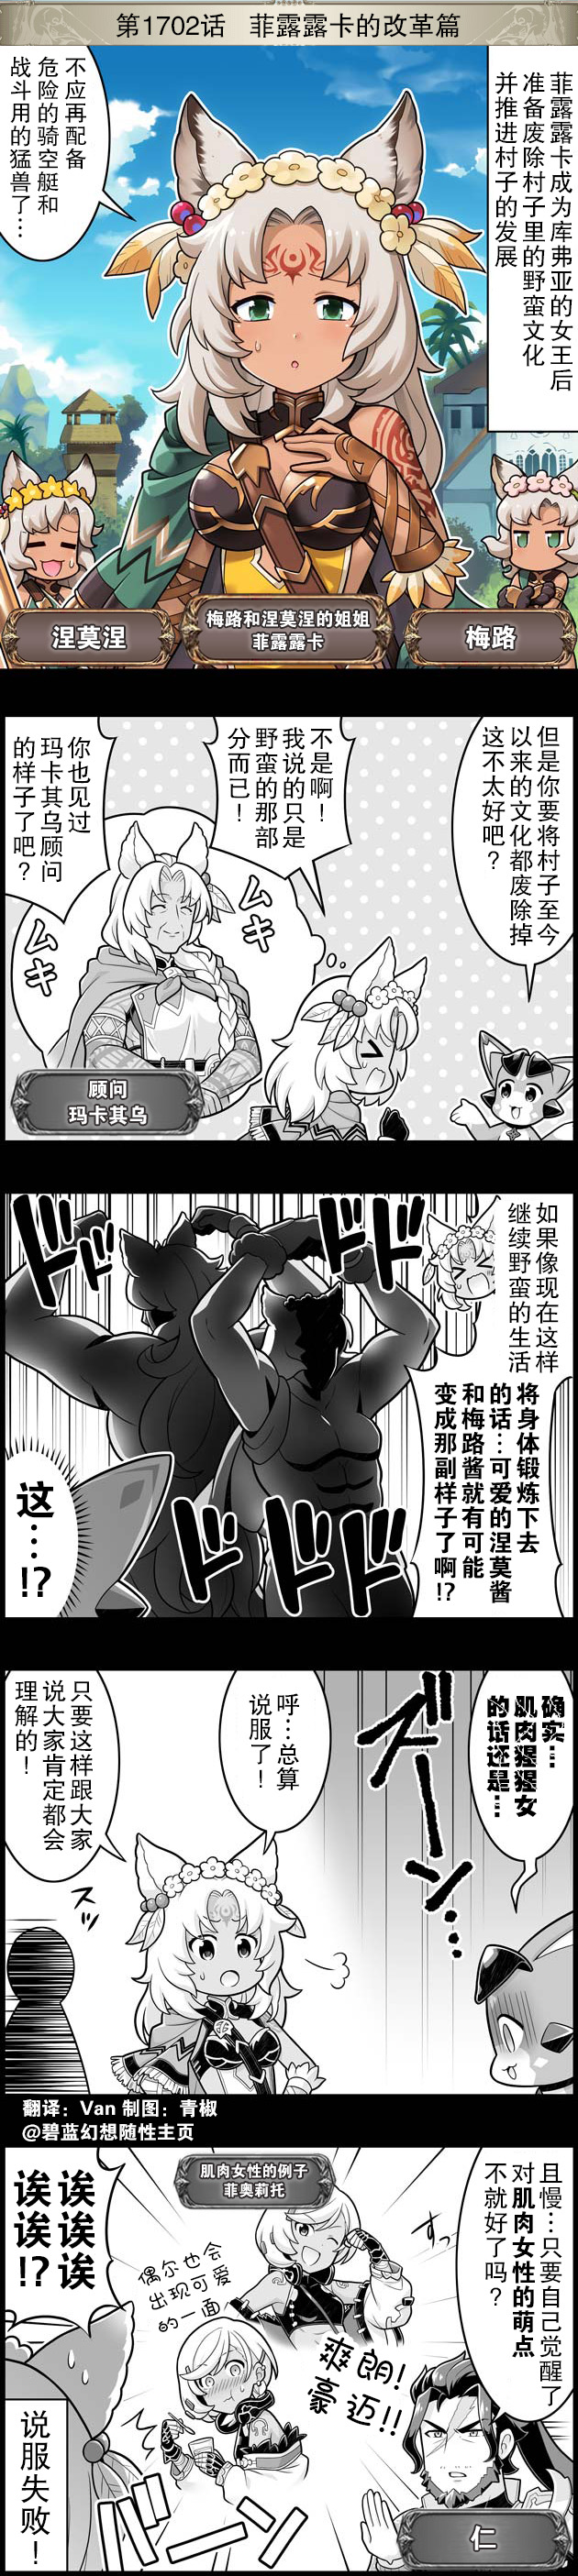 第1702话　菲露露卡的改革篇
菲露露卡成为库弗亚的女王后
准备废除村子里的野蛮文化
并推进村子的发展
不应再配备
危险的骑空艇和
战斗用的猛兽了…
涅莫涅
梅路和涅莫涅的姐姐
菲露露卡
梅路
但是你要将村子至今
以来的文化都废除掉
这不太好吧？
不是啊！
我说的只是
野蛮的那部
分而已！
你也见过
玛卡其乌顾问
的样子了吧？
ムキ
ムキ
顾问
玛卡其乌
如果像现在这样
继续野蛮的生活
将身体锻炼下去
的话…可爱的涅莫酱
和梅路酱就有可能
变成那副样子了啊!?
ドド
ドド
ドド
ドド
这…!?
确实…
肌肉猩猩女
的话还是…
ズーン…
呼…总算
说服了！
只要这样跟大家
说大家肯定都会
理解的！
スッ
翻译：Van 制图：青椒
@碧蓝幻想随性主页
且慢…只要自己觉醒了
对肌肉女性的萌点
不就好了吗？
肌肉女性的例子
菲奥莉托
偶尔也会
出现可爱
的一面
爽朗!
豪迈!!
诶诶诶
诶诶!?
仁
バーン
说服失败！